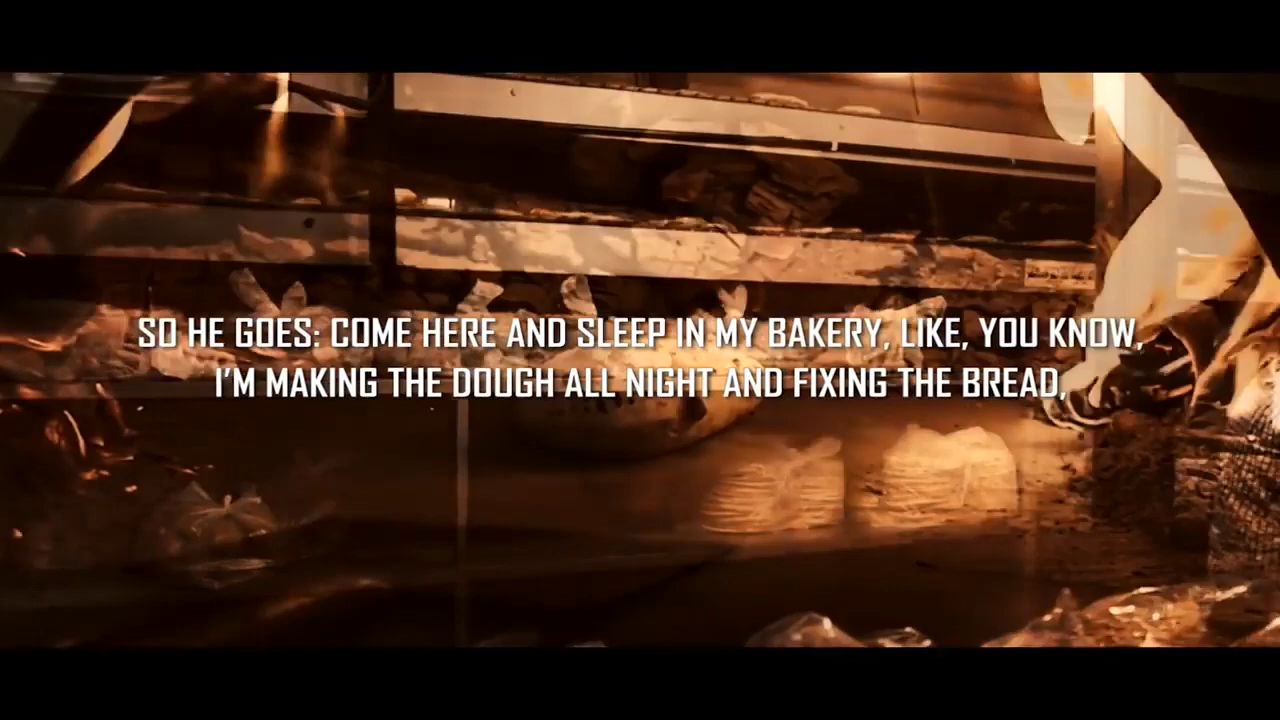 SO HE GOES: COME HERE AND SLEEP IN MY BAKERY, LIKE, YOU KNOW,
I'M MAKING THE DOUGH ALL NIGHT AND FIXING THE BREAD,